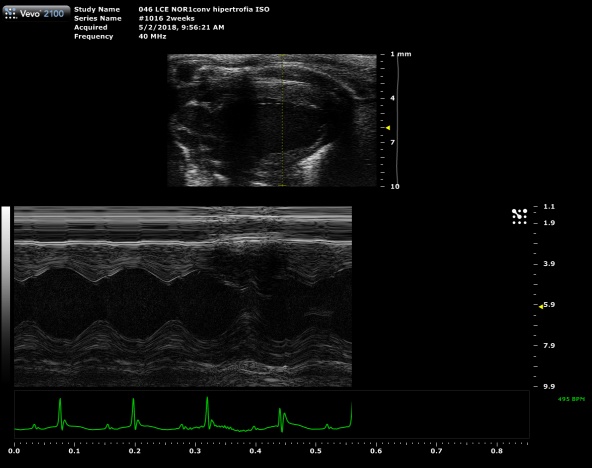 Vevo 2100
Study Name 046 LCE NOR1conv hipertrofia ISO
Series Name #1016 2weeks
Acquired 5/2/2018, 9:56:21 AM
Frequency 40 MHz
1 mm
4
7
10
1.1
1.9
3.9
5.9
7.9
9.9
495 BPM
0.0 0.1 0.2 0.3 0.4 0.5 0.6 0.7 0.8